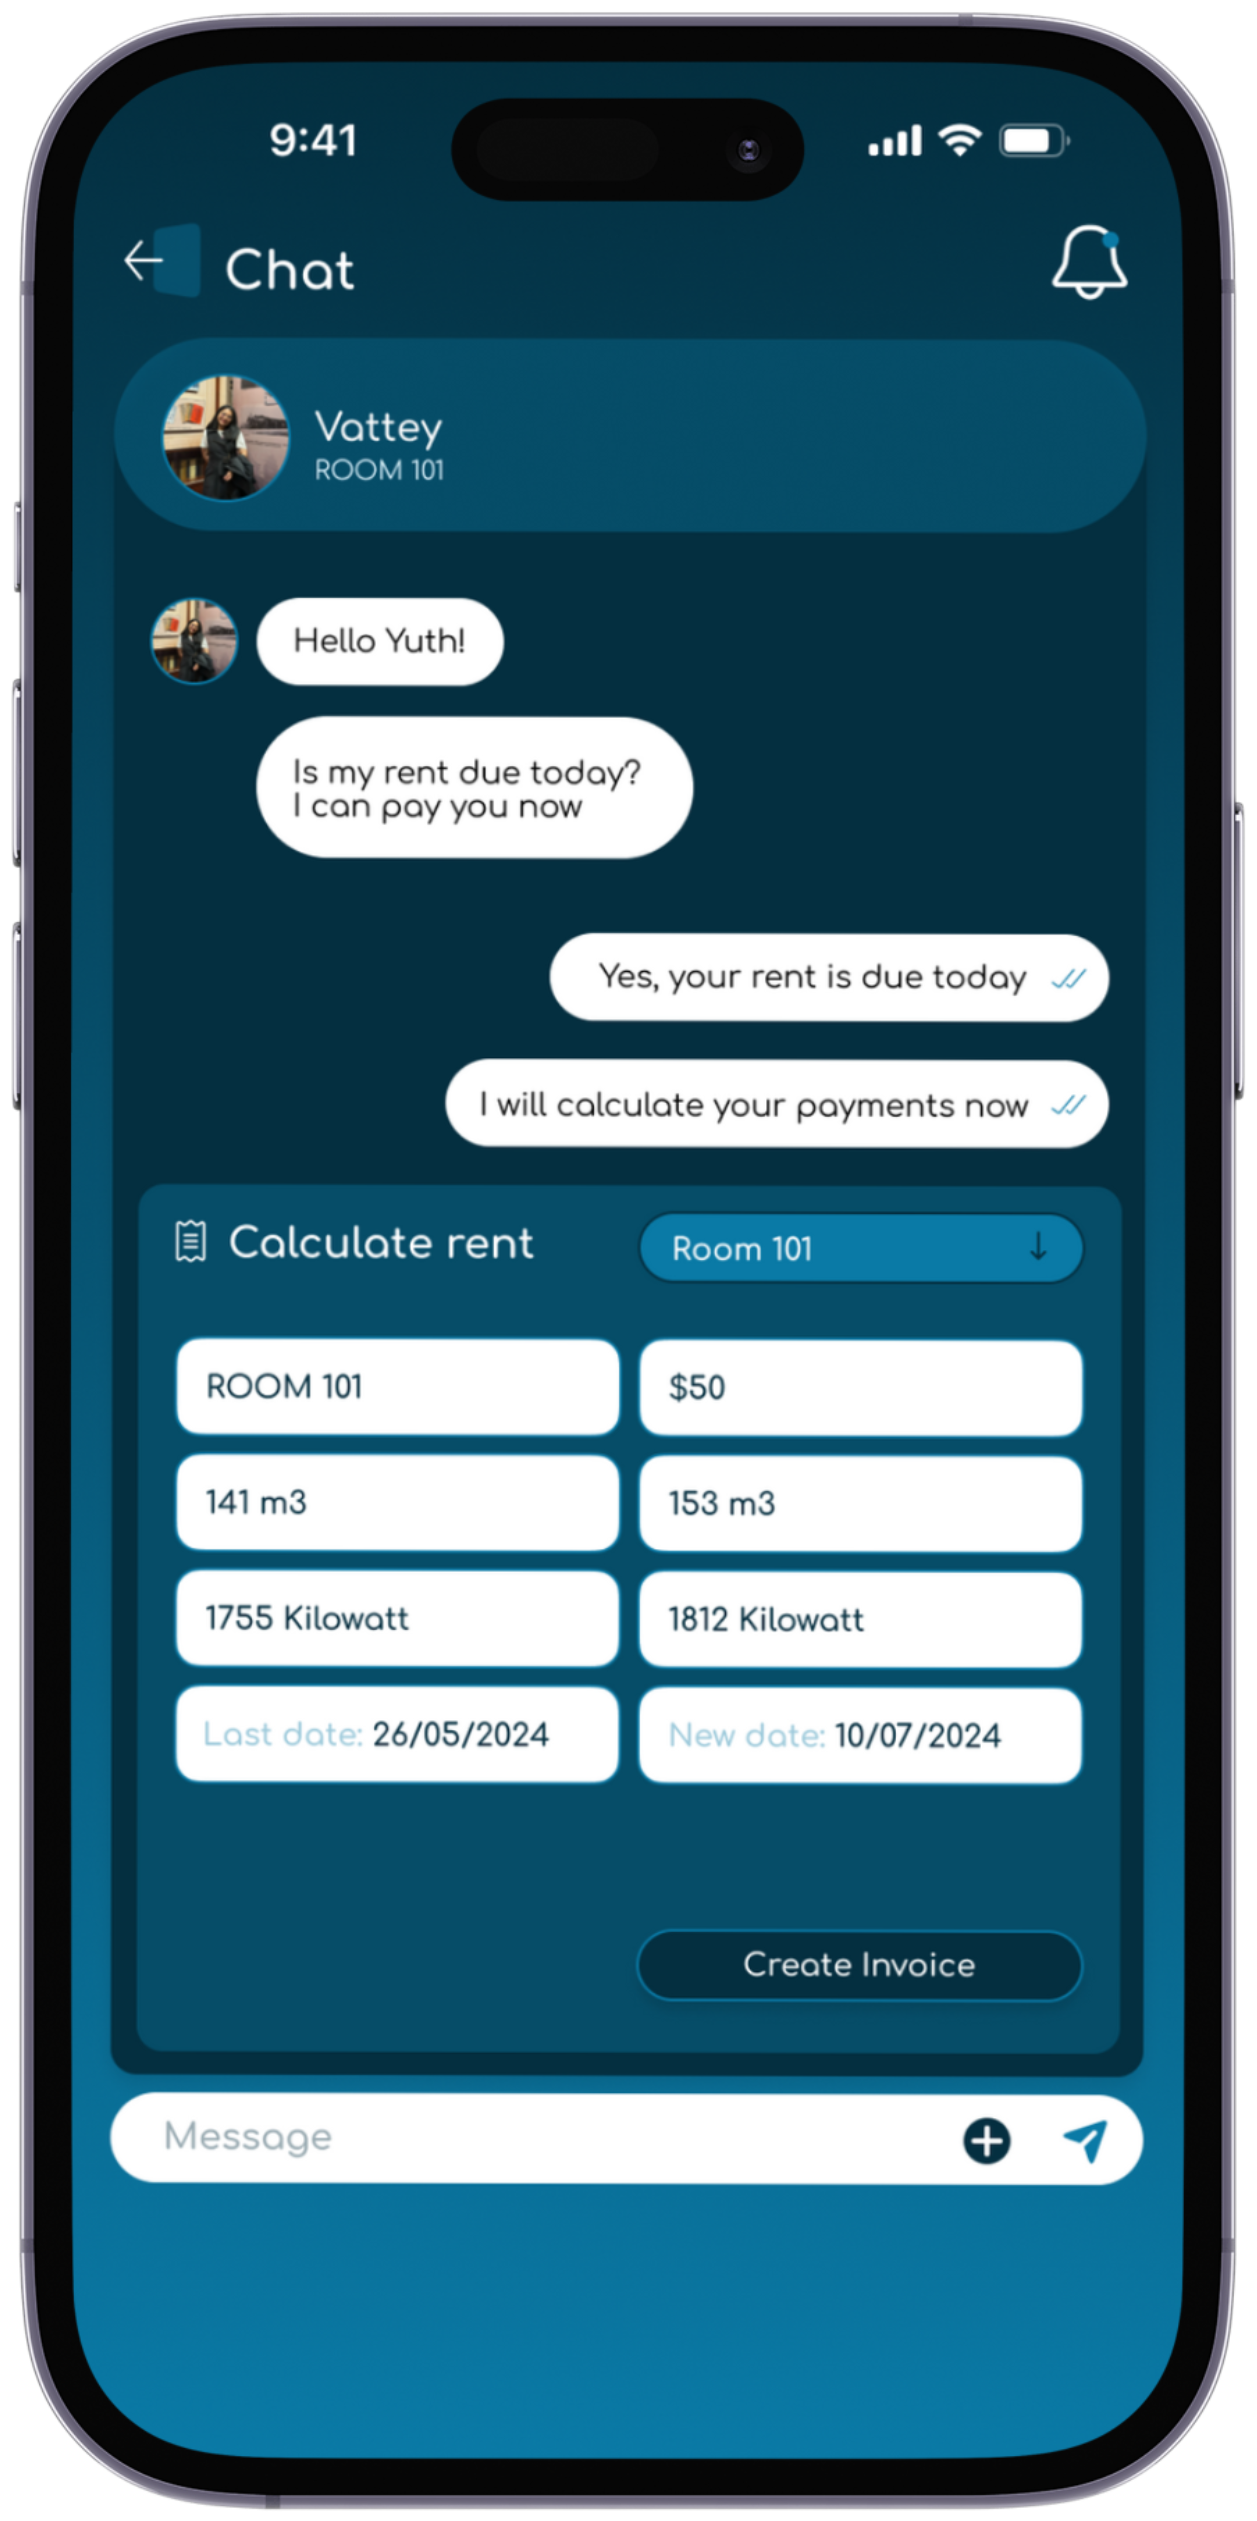 9:41
Chat
Vattey
ROOM 101
Hello Yuth!
Is my rent due today?
I can pay you now
Yes, your rent is due today
I will calculate your payments now
Calculate rent
Room 101
ROOM 101
$50
141 m3
153 m3
1755 Kilowatt
1812 Kilowatt
Last date: 26/05/2024
New date: 10/07/2024
Create Invoice
Message